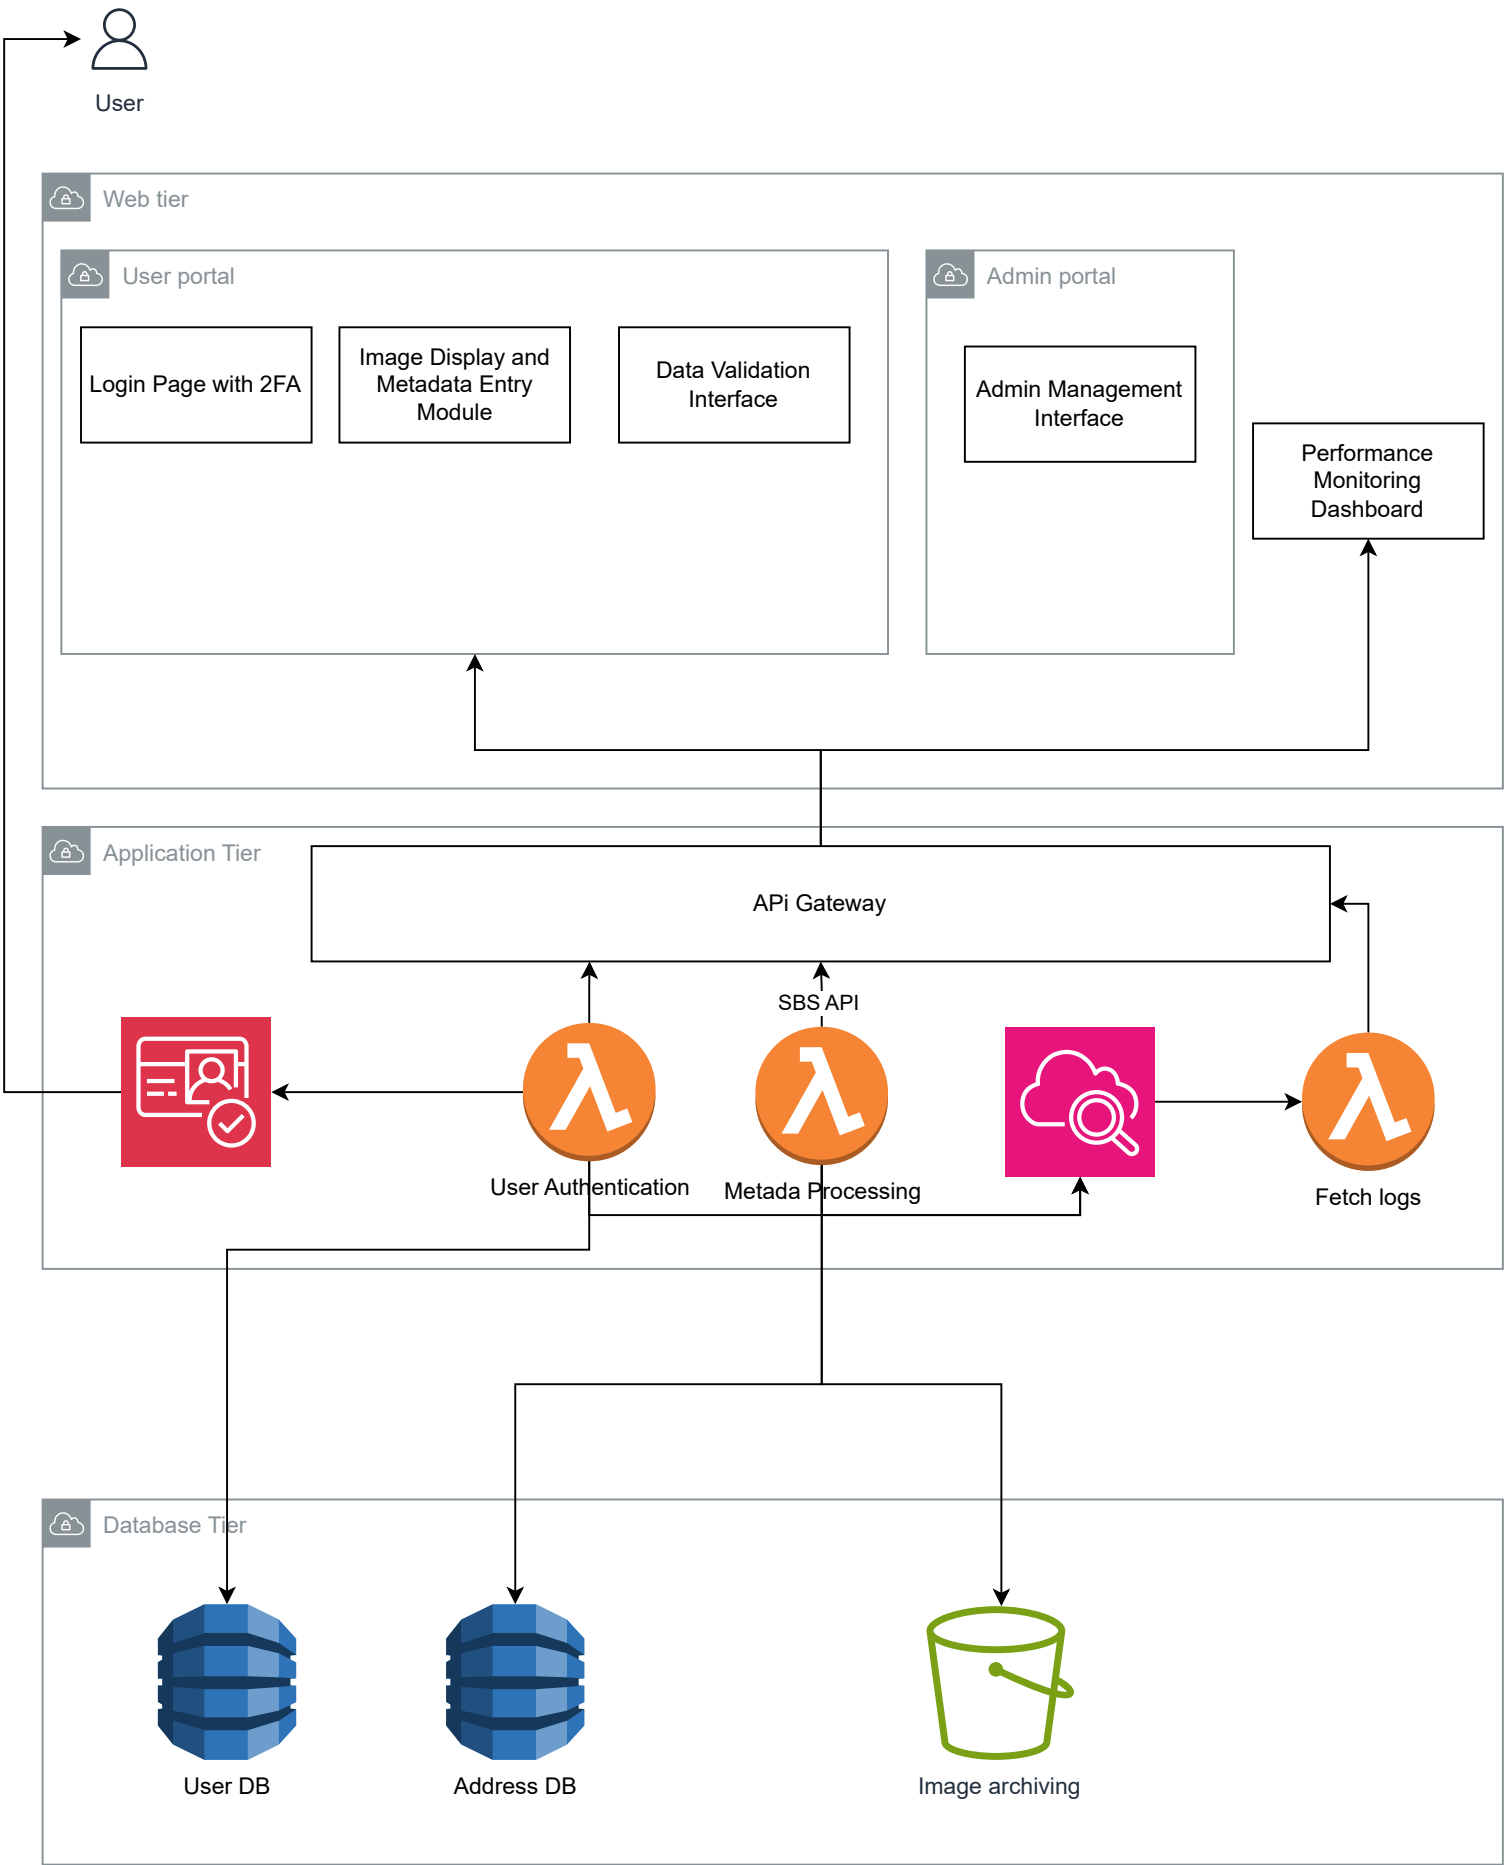 User
Web tier
User portal
Admin portal
Login Page with 2FA
Image Display and
Metadata Entry
Module
Data Validation
Interface
Admin Management
Interface
Performance
Monitoring
Dashboard
Application Tier
APi Gateway
SBS API
User Authentication
Metada Processing
Fetch logs
Database Tier
User DB
Address DB
Image archiving